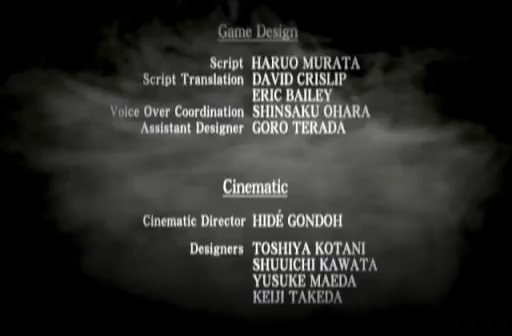 Game Design
Script HARUO MURATA
Script Translation DAVID CRISLIP
ERIC BAILEY
Voice Over Coordination SHINSAKU OHARA
Assistant Designer GORO TERADA
Cinematic
Cinematic Director HIDÉ GONDOH
Designers TOSHIYA KOTANI
SHUUICHI KAWATA
YUSUKE MAEDA
KEIJI TAKEDA